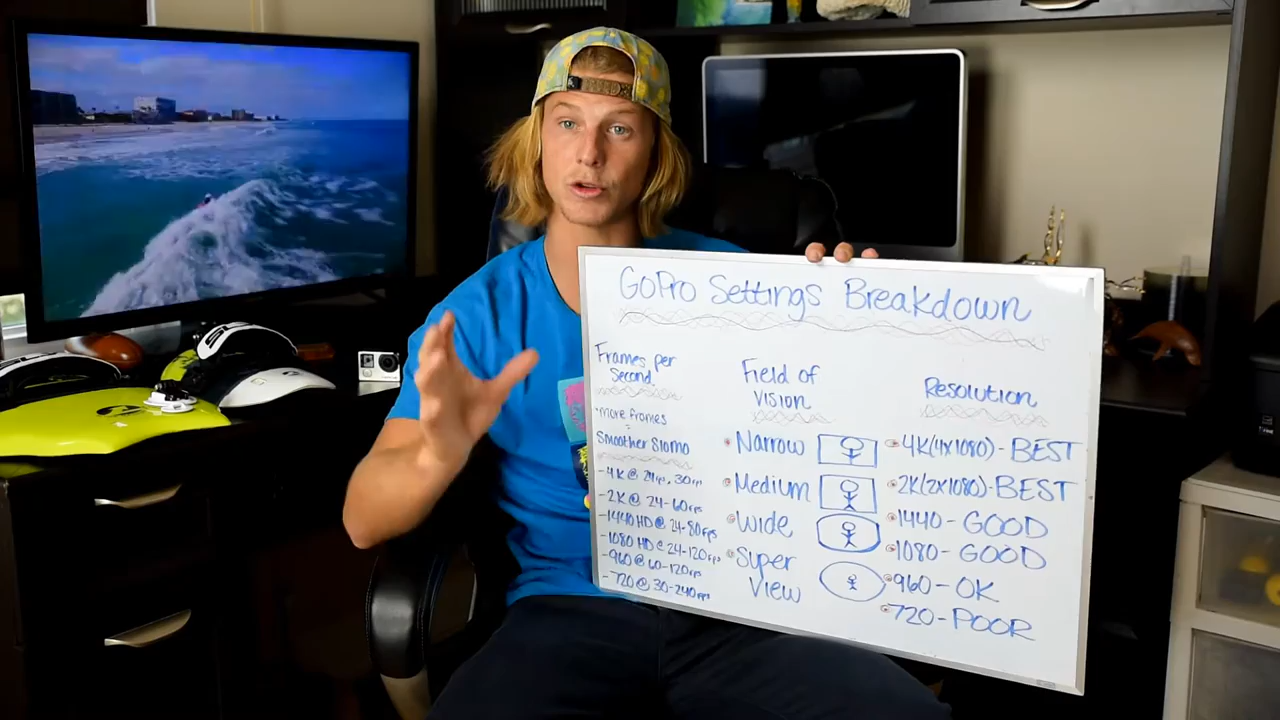 GoPro Settings Breakdown
Frames per
Second.
*more frames
=
Smoother Slomo
-4K @ 24fps, 30fps
-2K @ 24-60fps
-1440 HD @ 24-80fps
-1080 HD @ 24-120fps
-960 @ 60-120fps
-720 @ 30-240fps
Field of
Vision
Narrow
Medium
Wide
Super
View
Resolution
4K(4x1080)-BEST
2K(2x1080)-BEST
1440-GOOD
1080-GOOD
960-OK
720-POOR